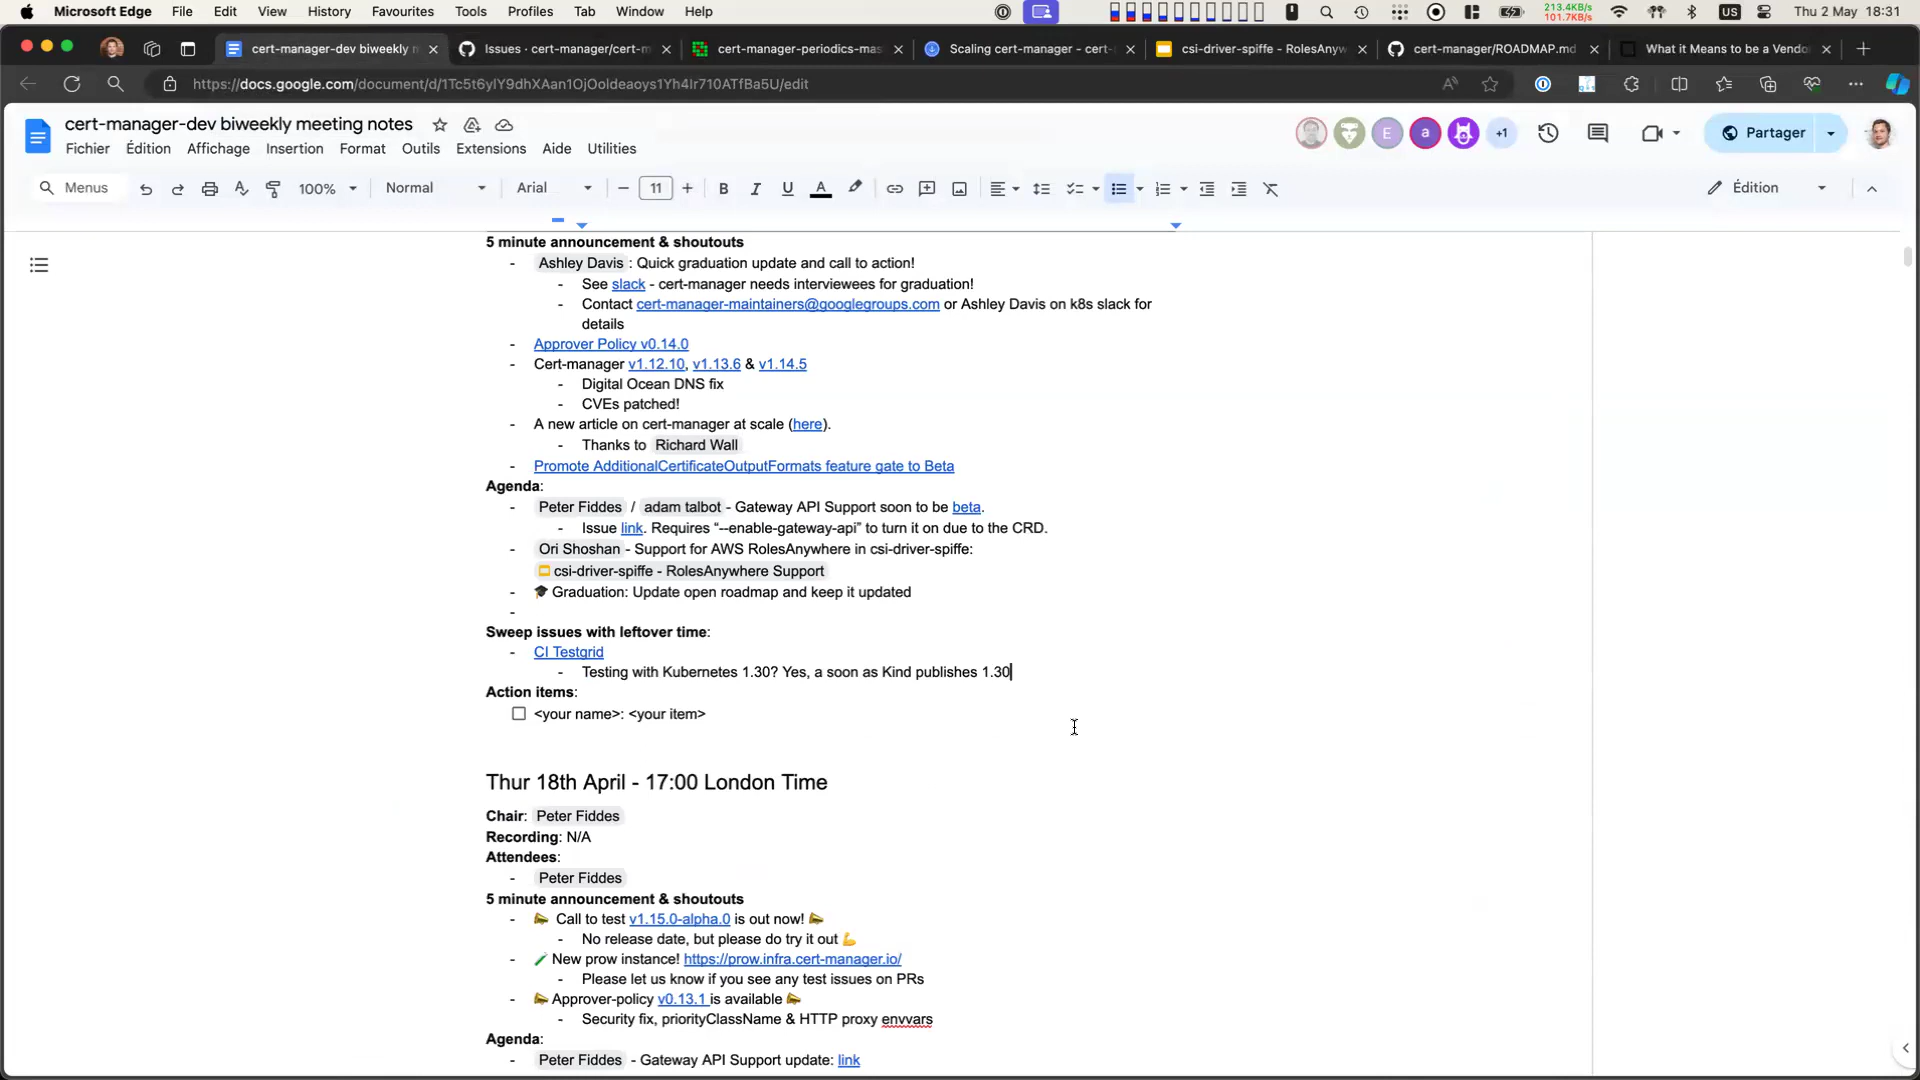 Microsoft Edge File Edit View History Favourites Tools Profiles Tab Window Help 213.4KB/s 101.7KB/s US Thu 2 May 18:31
cert-manager-dev biweekly m Issues · cert-manager/cert-m cert-manager-periodics-mas Scaling cert-manager - cert- csi-driver-spiffe - RolesAnyw cert-manager/ROADMAP.md What it Means to be a Vendo
https://docs.google.com/document/d/1Tc5t6ylY9dhXAan1OjOoldeaoys1Yh4Ir710ATfBa5U/edit
cert-manager-dev biweekly meeting notes
E a +1 Partager
Fichier Édition Affichage Insertion Format Outils Extensions Aide Utilities
Menus 100% Normal Arial 11 B I U A Édition
5 minute announcement & shoutouts
- Ashley Davis : Quick graduation update and call to action!
- See slack - cert-manager needs interviewees for graduation!
- Contact cert-manager-maintainers@googlegroups.com or Ashley Davis on k8s slack for
details
- Approver Policy v0.14.0
- Cert-manager v1.12.10, v1.13.6 & v1.14.5
- Digital Ocean DNS fix
- CVEs patched!
- A new article on cert-manager at scale (here).
- Thanks to Richard Wall
- Promote AdditionalCertificateOutputFormats feature gate to Beta
Agenda:
- Peter Fiddes / adam talbot - Gateway API Support soon to be beta.
- Issue link. Requires “--enable-gateway-api” to turn it on due to the CRD.
- Ori Shoshan - Support for AWS RolesAnywhere in csi-driver-spiffe:
csi-driver-spiffe - RolesAnywhere Support
- 🎓 Graduation: Update open roadmap and keep it updated
-
Sweep issues with leftover time:
- CI Testgrid
- Testing with Kubernetes 1.30? Yes, a soon as Kind publishes 1.30
Action items:
<your name>: <your item>
Thur 18th April - 17:00 London Time
Chair: Peter Fiddes
Recording: N/A
Attendees:
- Peter Fiddes
5 minute announcement & shoutouts
- 📣 Call to test v1.15.0-alpha.0 is out now! 📣
- No release date, but please do try it out 💪
- 🧪 New prow instance! https://prow.infra.cert-manager.io/
- Please let us know if you see any test issues on PRs
- 📣 Approver-policy v0.13.1 is available 📣
- Security fix, priorityClassName & HTTP proxy envvars
Agenda:
- Peter Fiddes - Gateway API Support update: link